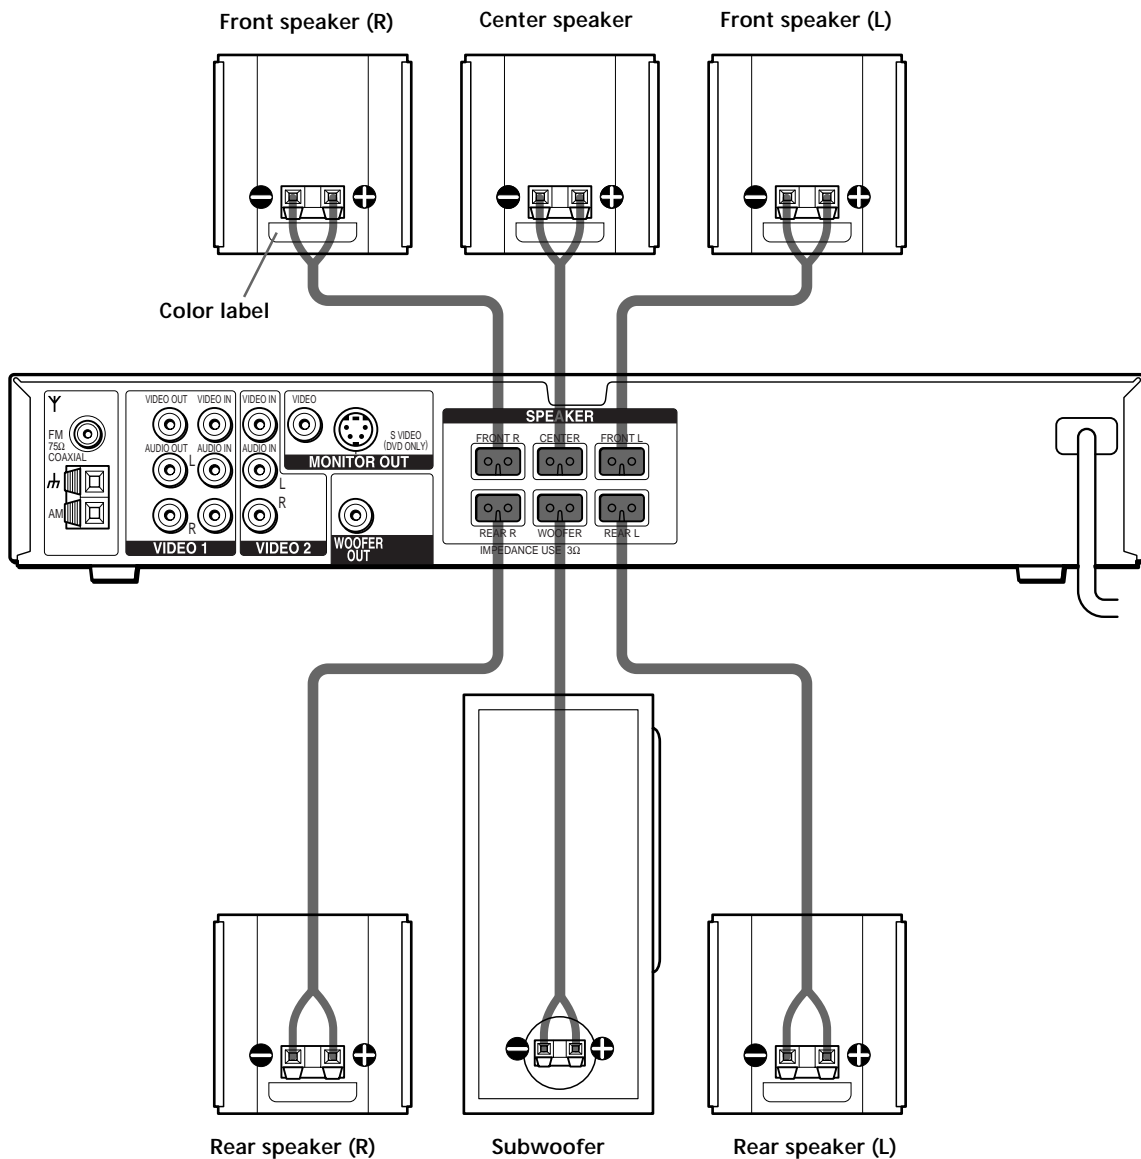 Front speaker (R)
Center speaker
Front speaker (L)
Color label
FM
75Ω
COAXIAL
AM
VIDEO OUT
VIDEO IN
AUDIO OUT
AUDIO IN
L
R
VIDEO 1
VIDEO IN
AUDIO IN
L
R
VIDEO 2
VIDEO
S VIDEO
(DVD ONLY)
MONITOR OUT
WOOFER
OUT
SPEAKER
FRONT R
CENTER
FRONT L
REAR R
WOOFER
REAR L
IMPEDANCE USE 3Ω
Rear speaker (R)
Subwoofer
Rear speaker (L)